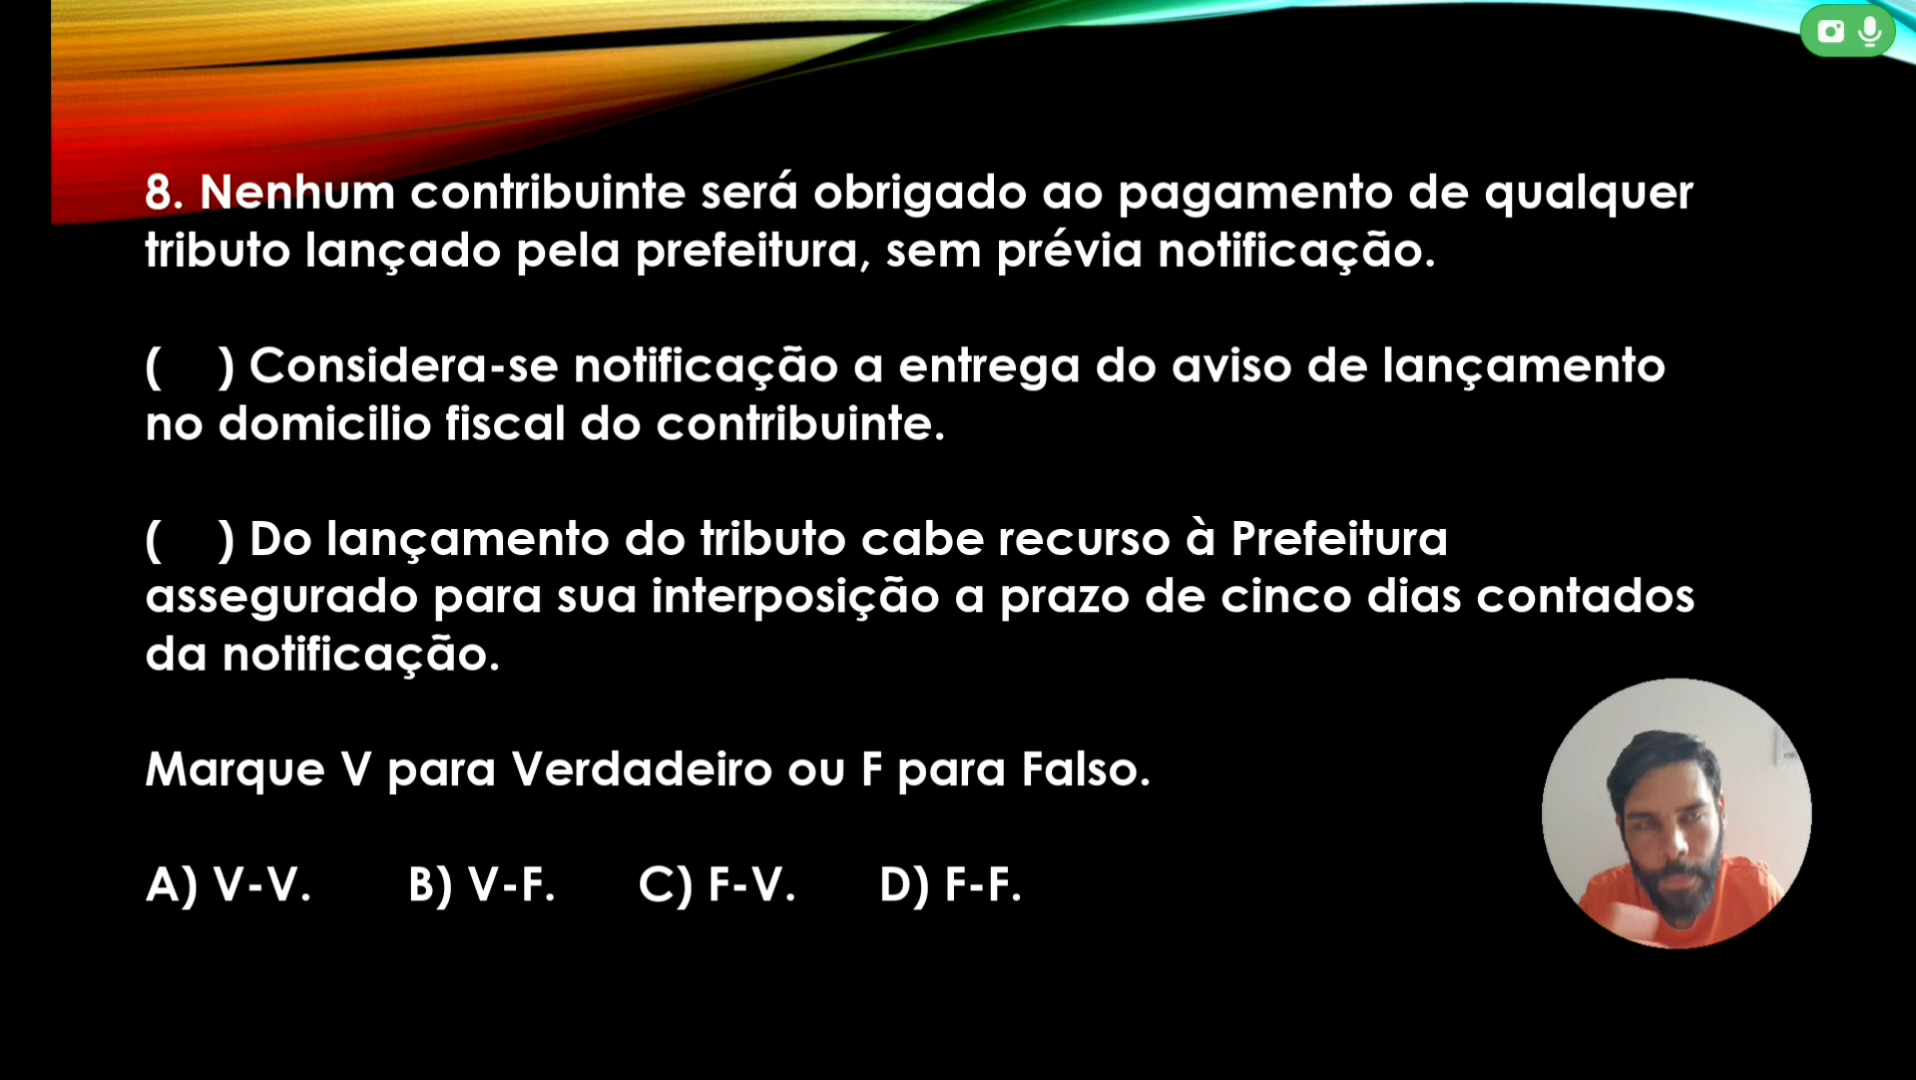 8. Nenhum contribuinte será obrigado ao pagamento de qualquer
tributo lançado pela prefeitura, sem prévia notificação.
(    ) Considera-se notificação a entrega do aviso de lançamento
no domicilio fiscal do contribuinte.
(    ) Do lançamento do tributo cabe recurso à Prefeitura
assegurado para sua interposição a prazo de cinco dias contados
da notificação.
Marque V para Verdadeiro ou F para Falso.
A) V-V.    B) V-F.    C) F-V.    D) F-F.